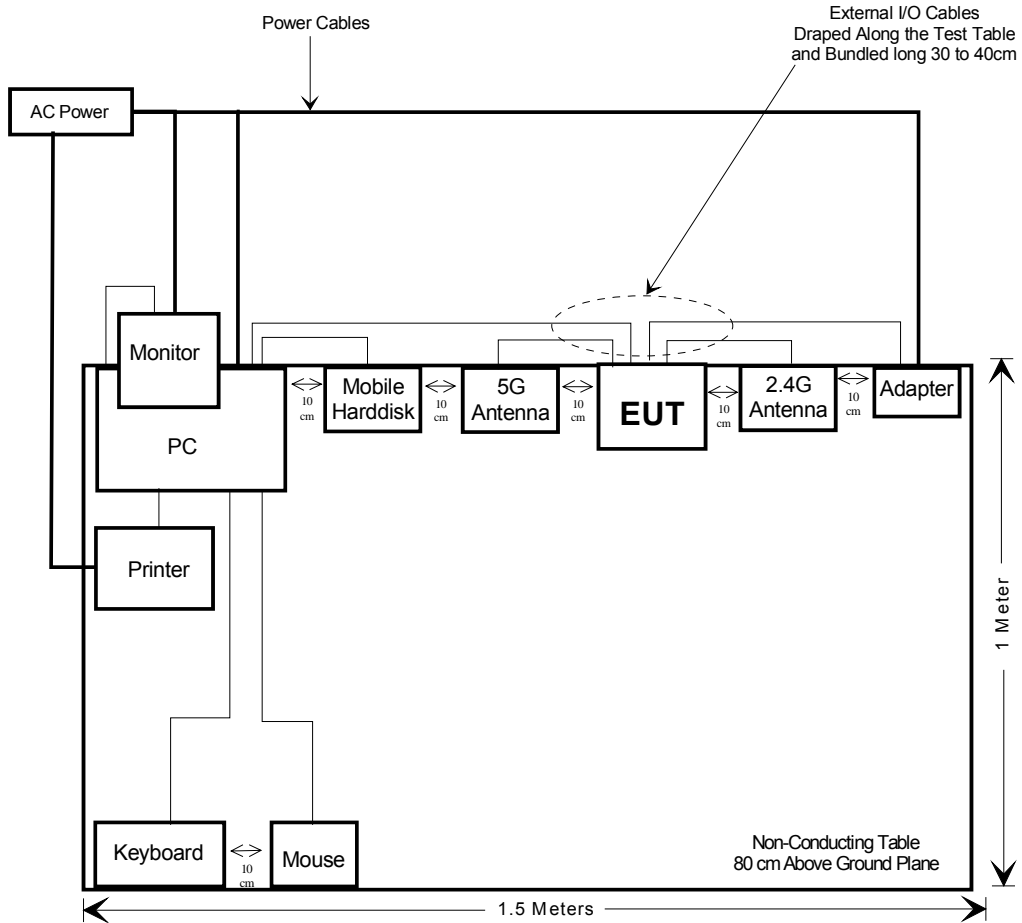 Power Cables
External I/O Cables
Draped Along the Test Table
and Bundled long 30 to 40cm
AC Power
Monitor
PC
10
cm
Mobile
Harddisk
10
cm
5G
Antenna
10
cm
EUT
10
cm
2.4G
Antenna
10
cm
Adapter
Printer
1 Meter
Keyboard
10
cm
Mouse
Non-Conducting Table
80 cm Above Ground Plane
1.5 Meters